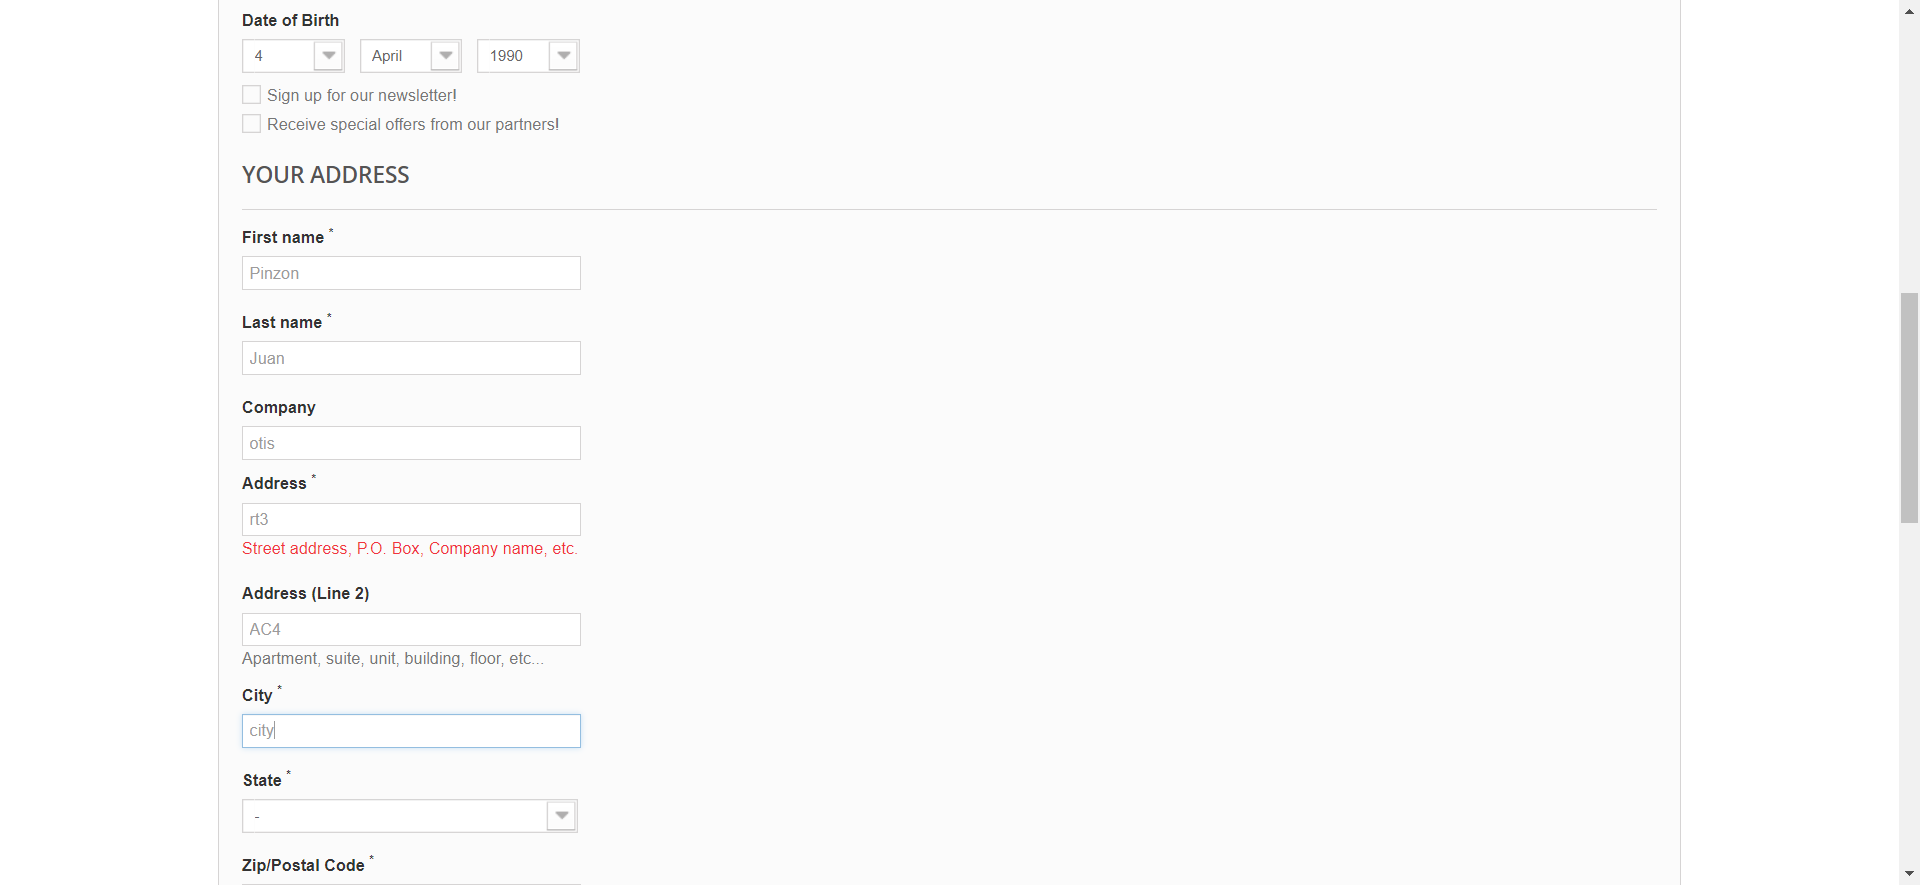 Date of Birth
4 April 1990
Sign up for our newsletter!
Receive special offers from our partners!
YOUR ADDRESS
First name *
Pinzon
Last name *
Juan
Company
otis
Address *
rt3
Street address, P.O. Box, Company name, etc.
Address (Line 2)
AC4
Apartment, suite, unit, building, floor, etc...
City *
city
State *
-
Zip/Postal Code *